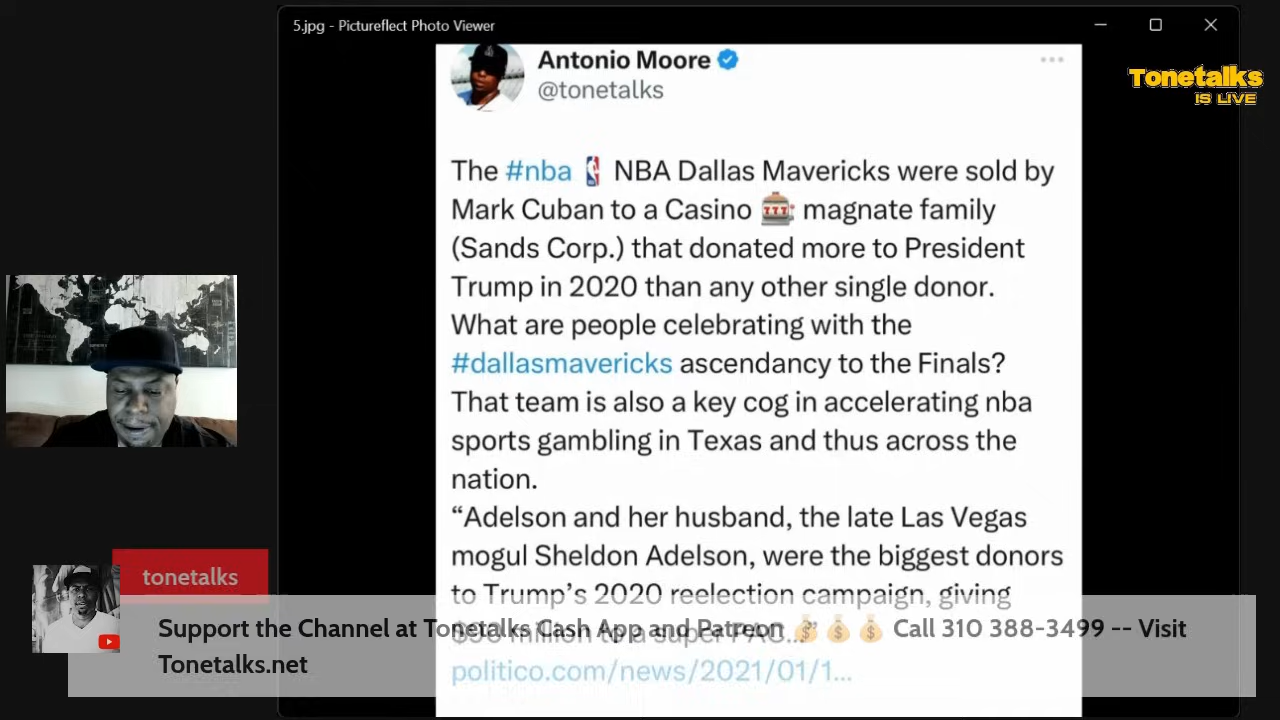 5.jpg - Pictureflect Photo Viewer
Tonetalks
IS LIVE
Antonio Moore
@tonetalks
The #nba NBA Dallas Mavericks were sold by
Mark Cuban to a Casino 🎰 magnate family
(Sands Corp.) that donated more to President
Trump in 2020 than any other single donor.
What are people celebrating with the
#dallasmavericks ascendancy to the Finals?
That team is also a key cog in accelerating nba
sports gambling in Texas and thus across the
nation.
“Adelson and her husband, the late Las Vegas
mogul Sheldon Adelson, were the biggest donors
to Trump’s 2020 reelection campaign, giving
million to a super PAC...”
politico.com/news/2021/01/1...
tonetalks
Support the Channel at Tonetalks Cash App and Patreon 💰💰💰 Call 310 388-3499 -- Visit
Tonetalks.net